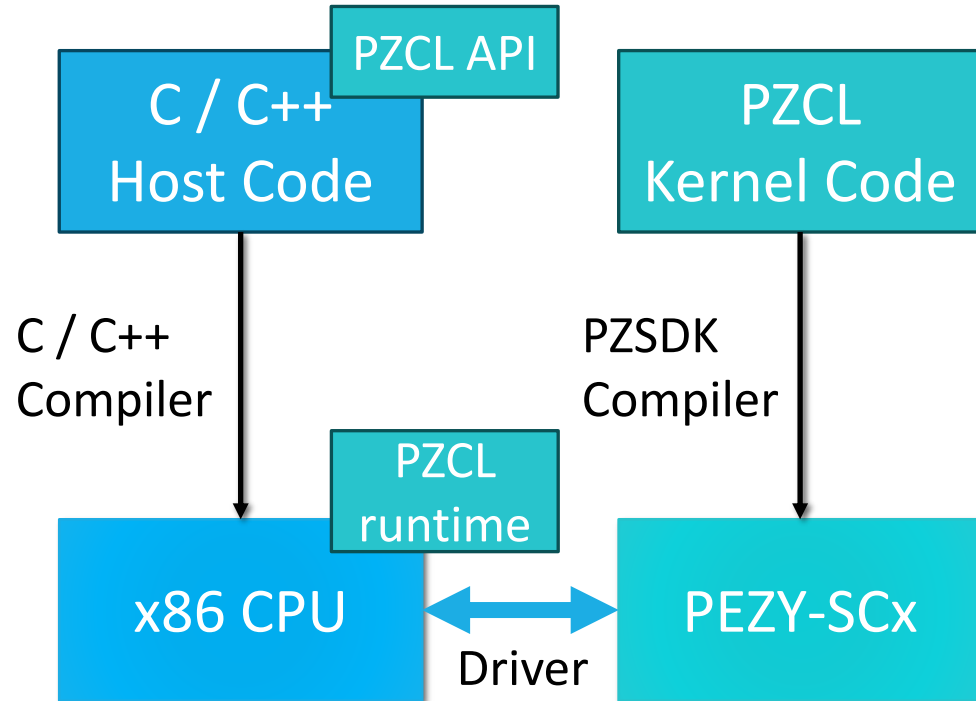 PZCL API
C / C++
Host Code
PZCL
Kernel Code
C / C++
Compiler
PZSDK
Compiler
PZCL
runtime
x86 CPU
PEZY-SCx
Driver